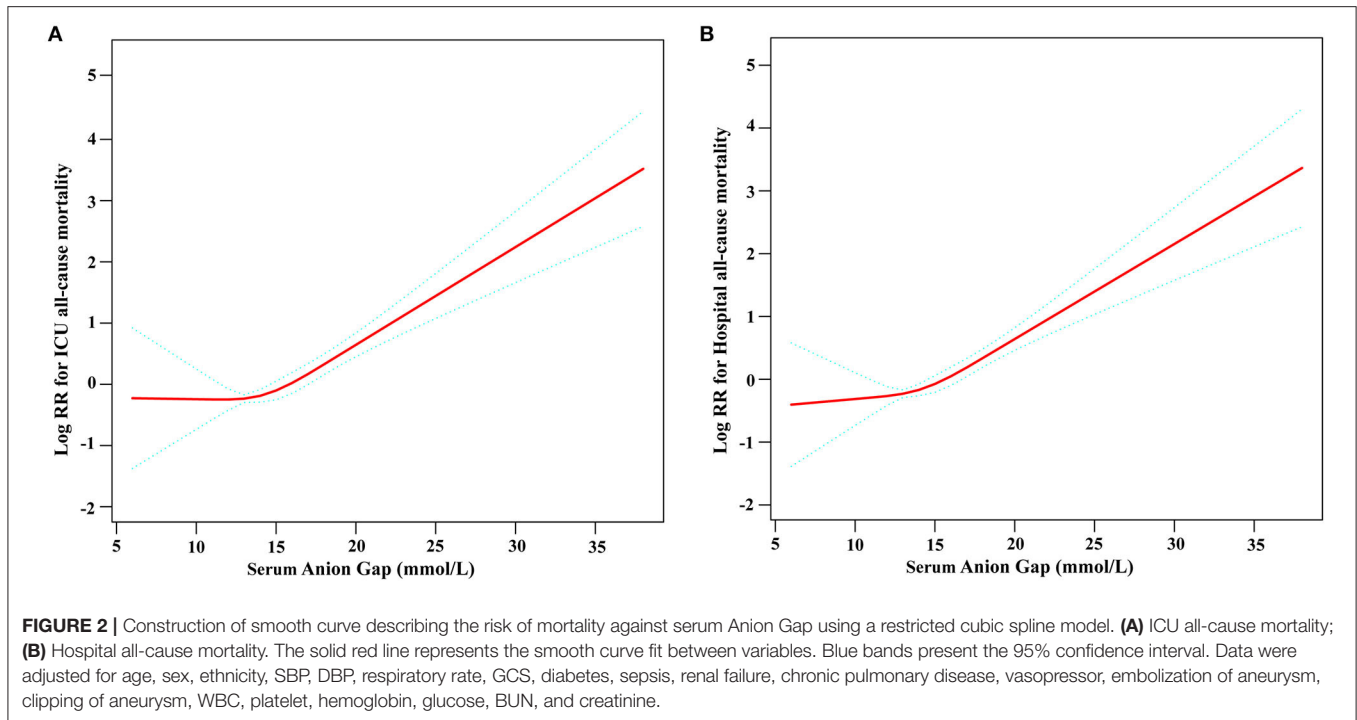 A
Log RR for ICU all-cause mortality
5
4
3
2
1
0
-1
-2
5 10 15 20 25 30 35
Serum Anion Gap (mmol/L)
B
Log RR for Hospital all-cause mortality
5
4
3
2
1
0
-1
-2
5 10 15 20 25 30 35
Serum Anion Gap (mmol/L)
FIGURE 2 | Construction of smooth curve describing the risk of mortality against serum Anion Gap using a restricted cubic spline model. (A) ICU all-cause mortality;
(B) Hospital all-cause mortality. The solid red line represents the smooth curve fit between variables. Blue bands present the 95% confidence interval. Data were
adjusted for age, sex, ethnicity, SBP, DBP, respiratory rate, GCS, diabetes, sepsis, renal failure, chronic pulmonary disease, vasopressor, embolization of aneurysm,
clipping of aneurysm, WBC, platelet, hemoglobin, glucose, BUN, and creatinine.